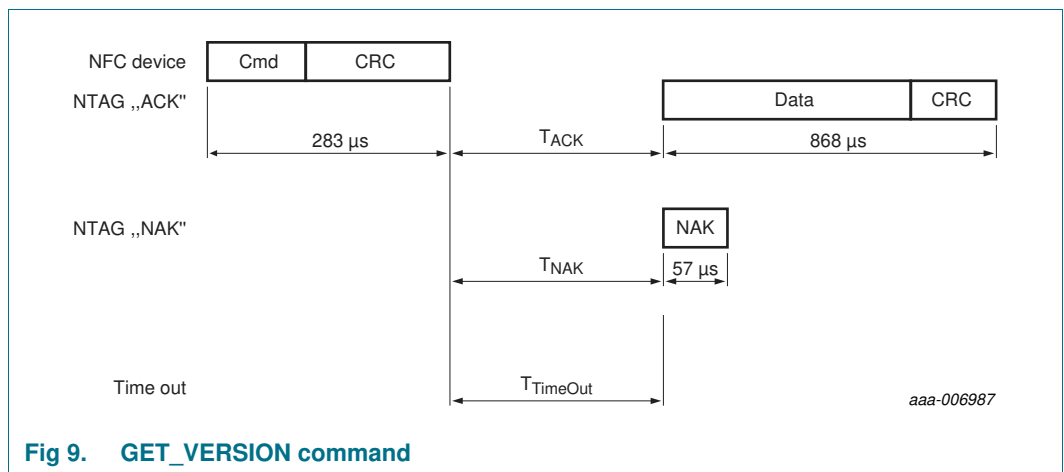 NFC device Cmd CRC
NTAG ,,ACK" Data CRC
283 µs TACK 868 µs
NTAG ,,NAK" NAK
TNAK 57 µs
Time out TTimeOut aaa-006987
Fig 9. GET_VERSION command